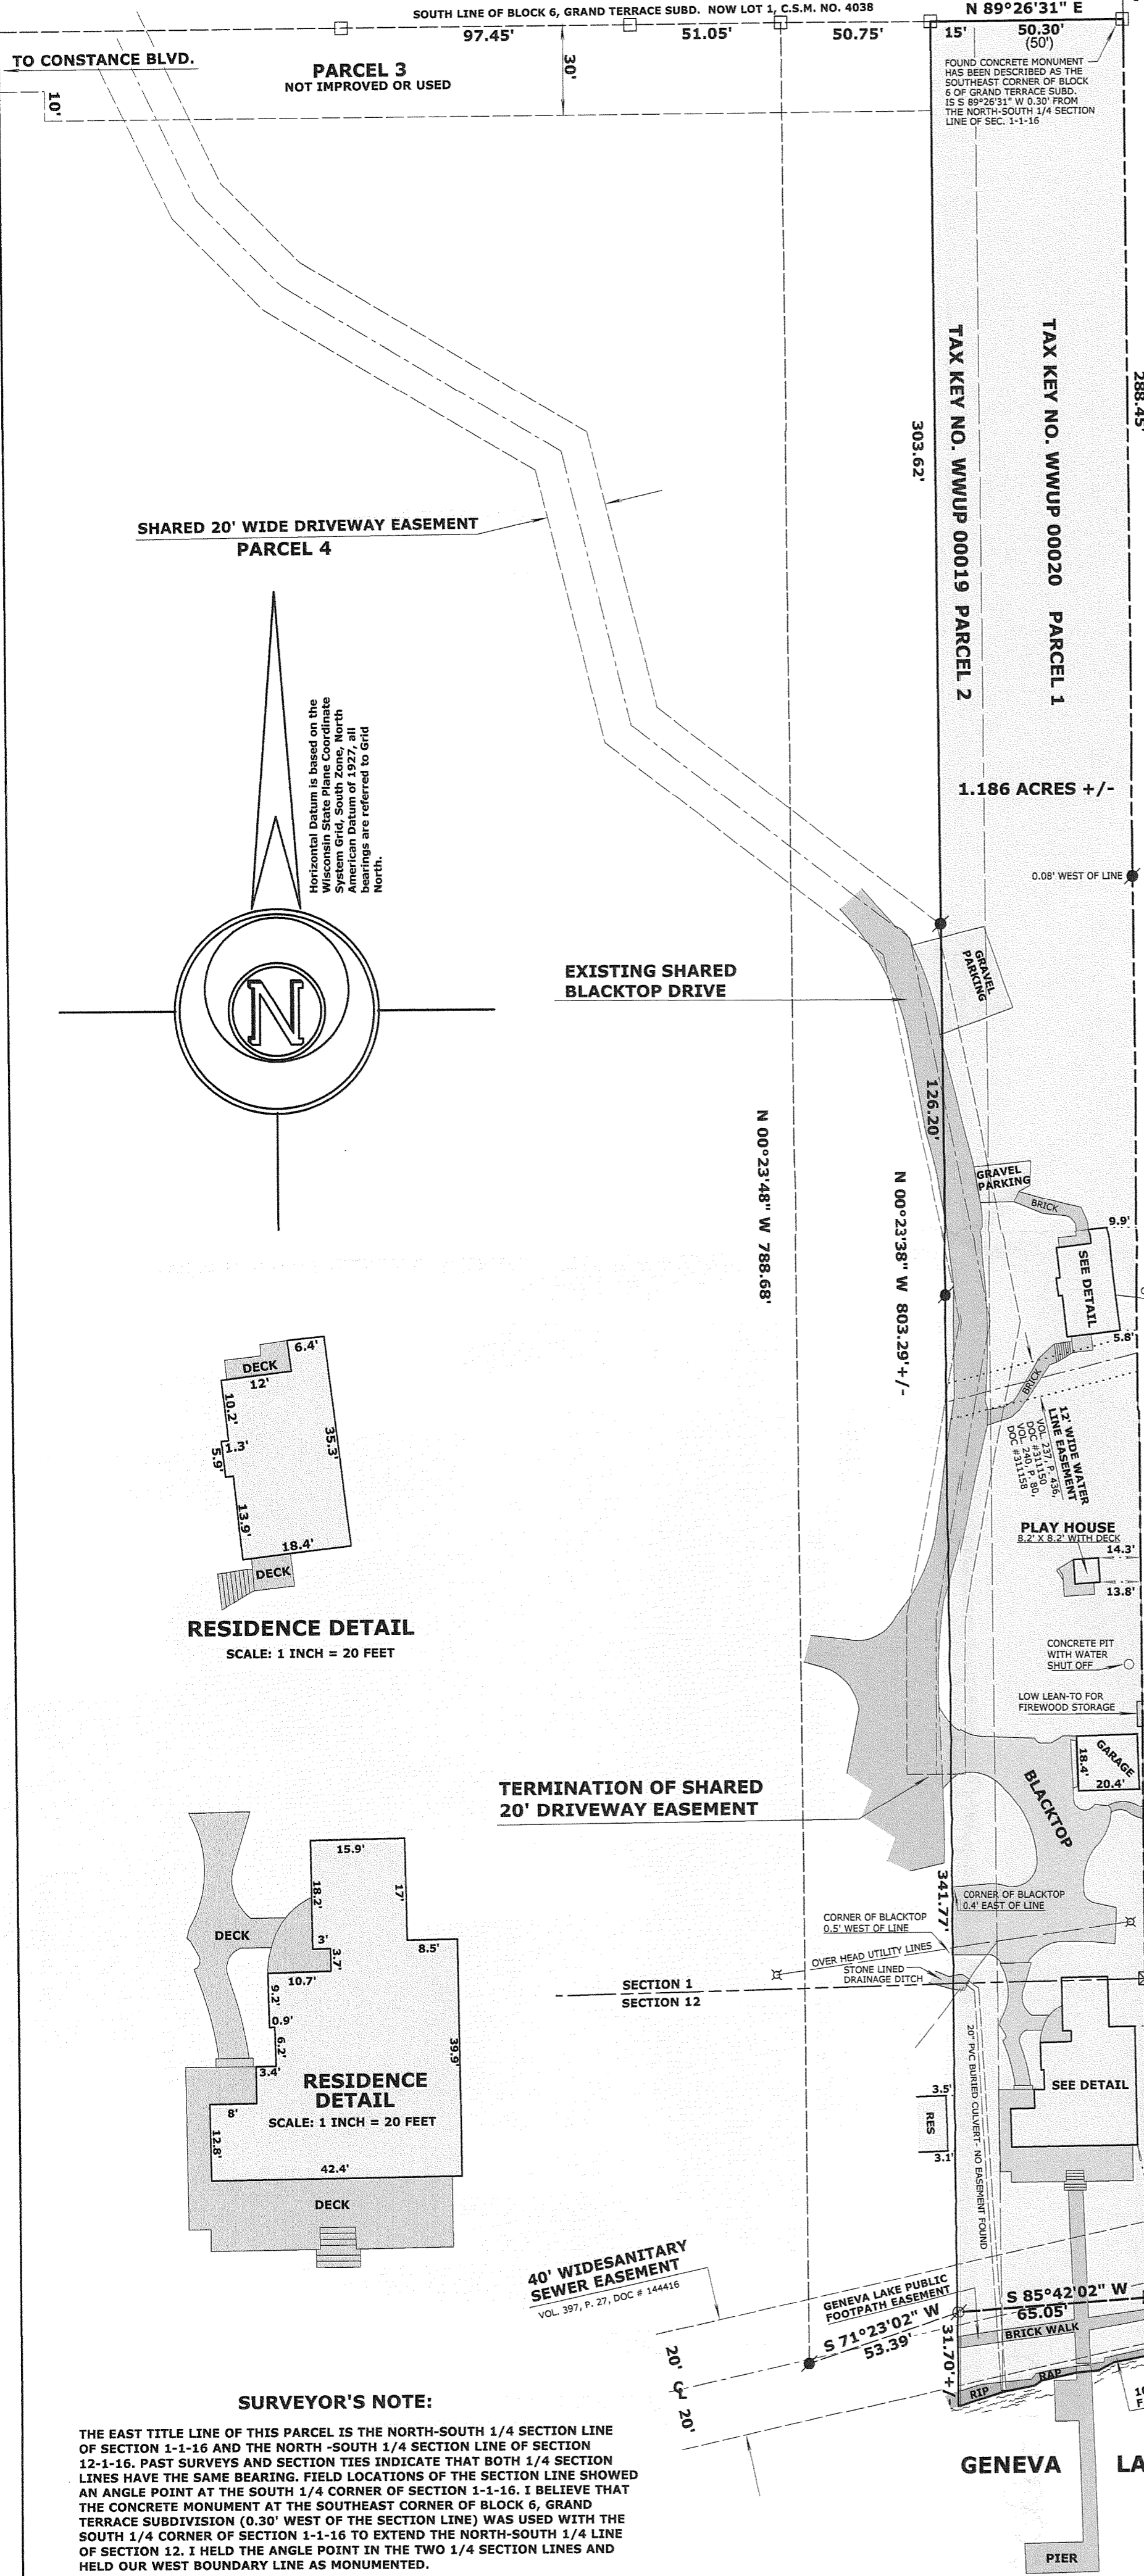 SOUTH LINE OF BLOCK 6, GRAND TERRACE SUBD. NOW LOT 1, C.S.M. NO. 4038
N 89°26'31" E
97.45'
51.05'
50.75'
15'
50.30'
(50')
TO CONSTANCE BLVD.
PARCEL 3
NOT IMPROVED OR USED
30'
10'
FOUND CONCRETE MONUMENT
HAS BEEN DESCRIBED AS THE
SOUTHEAST CORNER OF BLOCK
6 OF GRAND TERRACE SUBD.
IS S 89°26'31" W 0.30' FROM
THE NORTH-SOUTH 1/4 SECTION
LINE OF SEC. 1-1-16
TAX KEY NO. WWUP 00019 PARCEL 2
TAX KEY NO. WWUP 00020 PARCEL 1
288.45'
303.62'
SHARED 20' WIDE DRIVEWAY EASEMENT
PARCEL 4
Horizontal Datum is based on the
Wisconsin State Plane Coordinate
System Grid, South Zone, North
American Datum of 1927, all
bearings are referred to Grid
North.
N
1.186 ACRES +/-
0.08' WEST OF LINE
EXISTING SHARED
BLACKTOP DRIVE
GRAVEL
PARKING
126.20'
N 00°23'48" W 788.68'
N 00°23'38" W 803.29'+/-
GRAVEL
PARKING
BRICK
9.9'
SEE DETAIL
5.8'
BRICK
12' WIDE WATER
LINE EASEMENT
VOL. 237, P. 436,
DOC #311150
VOL. 240, P. 80,
DOC #311158
6.4'
DECK
12'
10.2'
1.3'
5.9'
35.3'
13.9'
18.4'
DECK
RESIDENCE DETAIL
SCALE: 1 INCH = 20 FEET
PLAY HOUSE
8.2' X 8.2' WITH DECK
14.3'
13.8'
CONCRETE PIT
WITH WATER
SHUT OFF
LOW LEAN-TO FOR
FIREWOOD STORAGE
GARAGE
18.4'
20.4'
BLACKTOP
TERMINATION OF SHARED
20' DRIVEWAY EASEMENT
341.77'
CORNER OF BLACKTOP
0.4' EAST OF LINE
CORNER OF BLACKTOP
0.5' WEST OF LINE
OVER HEAD UTILITY LINES
STONE LINED
DRAINAGE DITCH
SECTION 1
SECTION 12
15.9'
18.2'
17'
DECK
3'
3.7'
8.5'
10.7'
9.2'
0.9'
6.2'
39.9'
3.4'
RESIDENCE
DETAIL
SCALE: 1 INCH = 20 FEET
8'
12.8'
42.4'
DECK
20" PVC BURIED CULVERT- NO EASEMENT FOUND
SEE DETAIL
3.5'
RES
3.1'
40' WIDESANITARY
SEWER EASEMENT
VOL. 397, P. 27, DOC # 144416
GENEVA LAKE PUBLIC
FOOTPATH EASEMENT
S 71°23'02" W
53.39'
S 85°42'02" W
65.05'
BRICK WALK
31.70'+/
RIP
RAP
20'
℄
20'
GENEVA LA
PIER
SURVEYOR'S NOTE:
THE EAST TITLE LINE OF THIS PARCEL IS THE NORTH-SOUTH 1/4 SECTION LINE
OF SECTION 1-1-16 AND THE NORTH -SOUTH 1/4 SECTION LINE OF SECTION
12-1-16. PAST SURVEYS AND SECTION TIES INDICATE THAT BOTH 1/4 SECTION
LINES HAVE THE SAME BEARING. FIELD LOCATIONS OF THE SECTION LINE SHOWED
AN ANGLE POINT AT THE SOUTH 1/4 CORNER OF SECTION 1-1-16. I BELIEVE THAT
THE CONCRETE MONUMENT AT THE SOUTHEAST CORNER OF BLOCK 6, GRAND
TERRACE SUBDIVISION (0.30' WEST OF THE SECTION LINE) WAS USED WITH THE
SOUTH 1/4 CORNER OF SECTION 1-1-16 TO EXTEND THE NORTH-SOUTH 1/4 LINE
OF SECTION 12. I HELD THE ANGLE POINT IN THE TWO 1/4 SECTION LINES AND
HELD OUR WEST BOUNDARY LINE AS MONUMENTED.